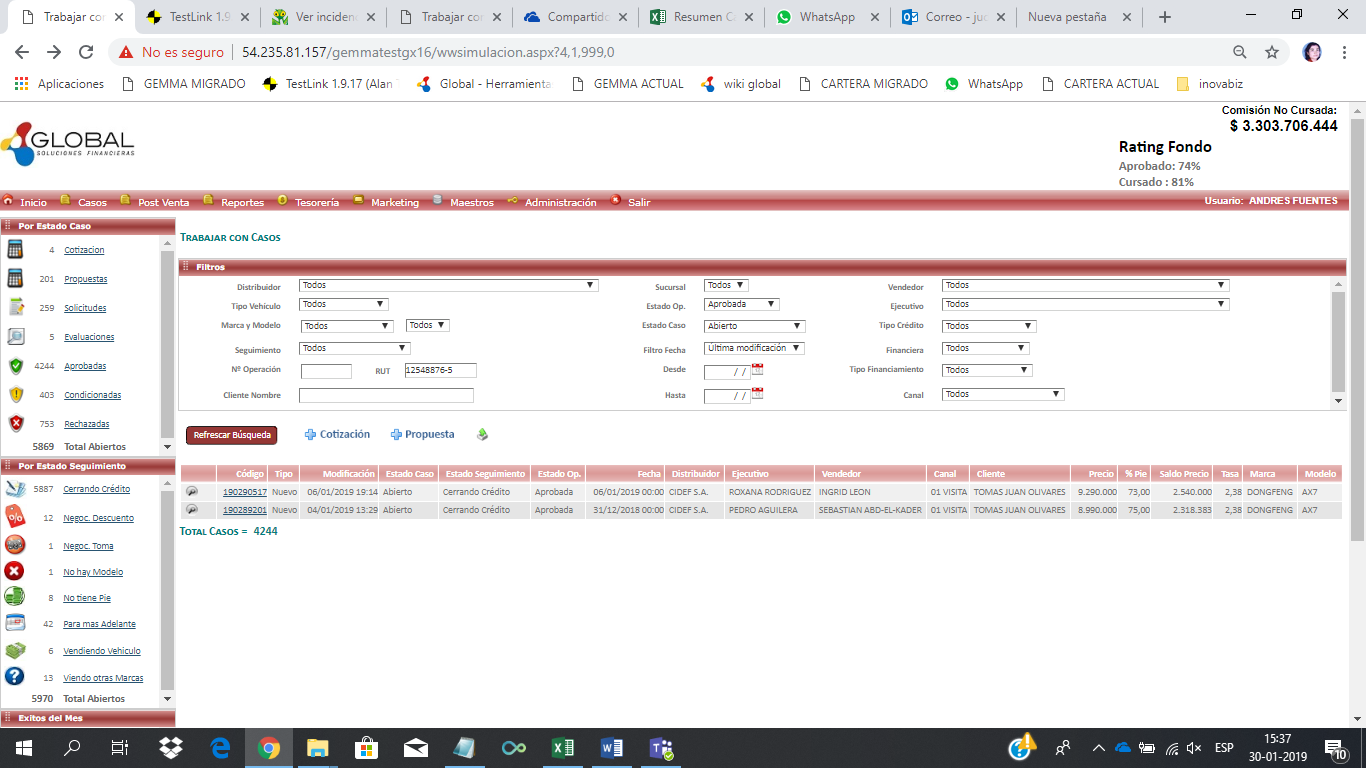 Trabajar con
TestLink 1.9
Ver inciden
Trabajar con
Compartido
Resumen C
WhatsApp
Correo - juc
Nueva pestaña
No es seguro | 54.235.81.157/gemmatestgx16/wwsimulacion.aspx?4,1,999,0
Aplicaciones GEMMA MIGRADO TestLink 1.9.17 (Alan Global - Herramienta GEMMA ACTUAL wiki global CARTERA MIGRADO WhatsApp CARTERA ACTUAL inovabiz
Comisión No Cursada:
$ 3.303.706.444
GLOBAL
SOLUCIONES FINANCIERAS
Rating Fondo
Aprobado: 74%
Cursado : 81%
Inicio Casos Post Venta Reportes Tesorería Marketing Maestros Administración Salir Usuario: ANDRES FUENTES
Por Estado Caso
4 Cotizacion
201 Propuestas
259 Solicitudes
5 Evaluaciones
4244 Aprobadas
403 Condicionadas
753 Rechazadas
5869 Total Abiertos
Por Estado Seguimiento
5887 Cerrando Crédito
12 Negoc. Descuento
1 Negoc. Toma
1 No hay Modelo
8 No tiene Pie
42 Para mas Adelante
6 Vendiendo Vehículo
13 Viendo otras Marcas
5970 Total Abiertos
Exitos del Mes
TRABAJAR CON CASOS
Filtros
Distribuidor Todos Sucursal Todos Vendedor Todos
Tipo Vehículo Todos Estado Op. Aprobada Ejecutivo Todos
Marca y Modelo Todos Todos Estado Caso Abierto Tipo Crédito Todos
Seguimiento Todos Filtro Fecha Última modificación Financiera Todos
Nº Operación RUT 12548876-5 Desde / / Tipo Financiamiento Todos
Cliente Nombre Hasta / / Canal Todos
Refrescar Búsqueda Cotización Propuesta
Código Tipo Modificación Estado Caso Estado Seguimiento Estado Op. Fecha Distribuidor Ejecutivo Vendedor Canal Cliente Precio % Pie Saldo Precio Tasa Marca Modelo
190290517 Nuevo 06/01/2019 19:14 Abierto Cerrando Crédito Aprobada 06/01/2019 00:00 CIDEF S.A. ROXANA RODRIGUEZ INGRID LEON 01 VISITA TOMAS JUAN OLIVARES 9.290.000 73,00 2.540.000 2,38 DONGFENG AX7
190289201 Nuevo 04/01/2019 13:29 Abierto Cerrando Crédito Aprobada 31/12/2018 00:00 CIDEF S.A. PEDRO AGUILERA SEBASTIAN ABD-EL-KADER 01 VISITA TOMAS JUAN OLIVARES 8.990.000 75,00 2.318.383 2,38 DONGFENG AX7
TOTAL CASOS = 4244
ESP
15:37
30-01-2019
10